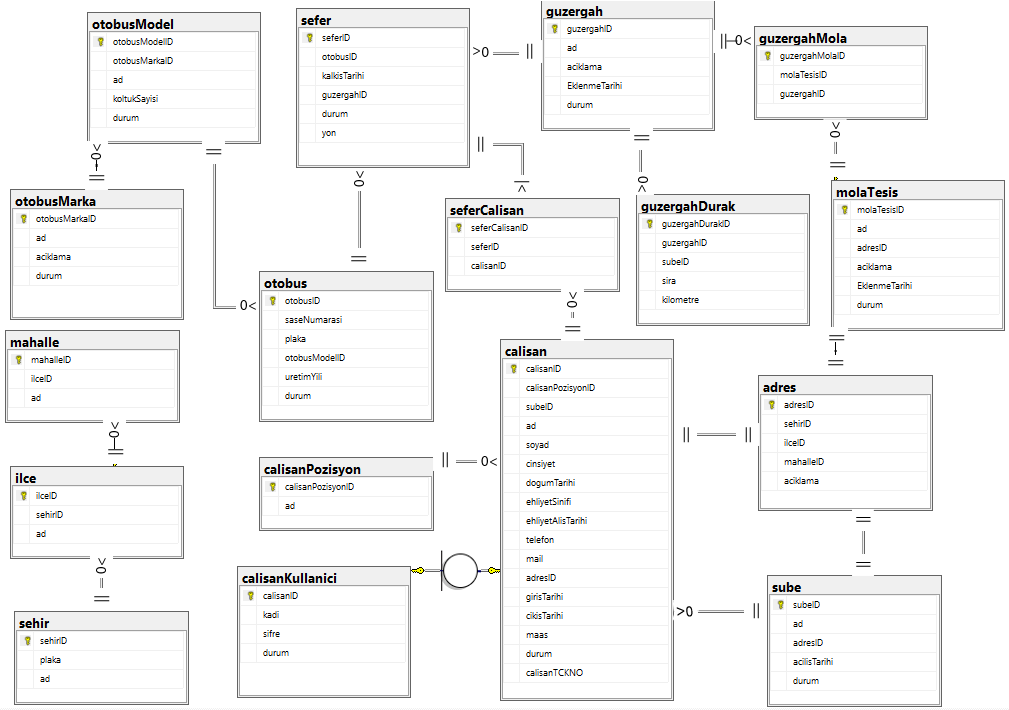 otobusModel
otobusModelID
otobusMarkaID
ad
koltukSayisi
durum
sefer
seferID
otobusID
kalkisTarihi
guzergahID
durum
yon
guzergah
guzergahID
ad
aciklama
EklenmeTarihi
durum
guzergahMola
guzergahMolaID
molaTesisID
guzergahID
otobusMarka
otobusMarkaID
ad
aciklama
durum
seferCalisan
seferCalisanID
seferID
calisanID
guzergahDurak
guzergahDurakID
guzergahID
subeID
sira
kilometre
molaTesis
molaTesisID
ad
adresID
aciklama
EklenmeTarihi
durum
otobus
otobusID
saseNumarasi
plaka
otobusModelID
uretimYili
durum
mahalle
mahalleID
ilceID
ad
calisan
calisanID
calisanPozisyonID
subeID
ad
soyad
cinsiyet
dogumTarihi
ehliyetSinifi
ehliyetAlisTarihi
telefon
mail
adresID
girisTarihi
cikisTarihi
maas
durum
calisanTCKNO
adres
adresID
sehirID
ilceID
mahalleID
aciklama
ilce
ilceID
sehirID
ad
calisanPozisyon
calisanPozisyonID
ad
calisanKullanici
calisanID
kadi
sifre
durum
sube
subeID
ad
adresID
acilisTarihi
durum
sehir
sehirID
plaka
ad